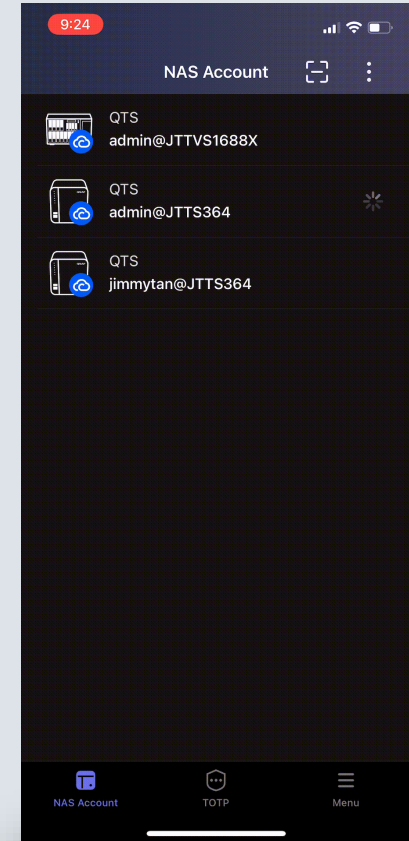 9:24
NAS Account
QTS
admin@JTTVS1688X
QTS
admin@JTTS364
QTS
jimmytan@JTTS364
NAS Account
TOTP
Menu